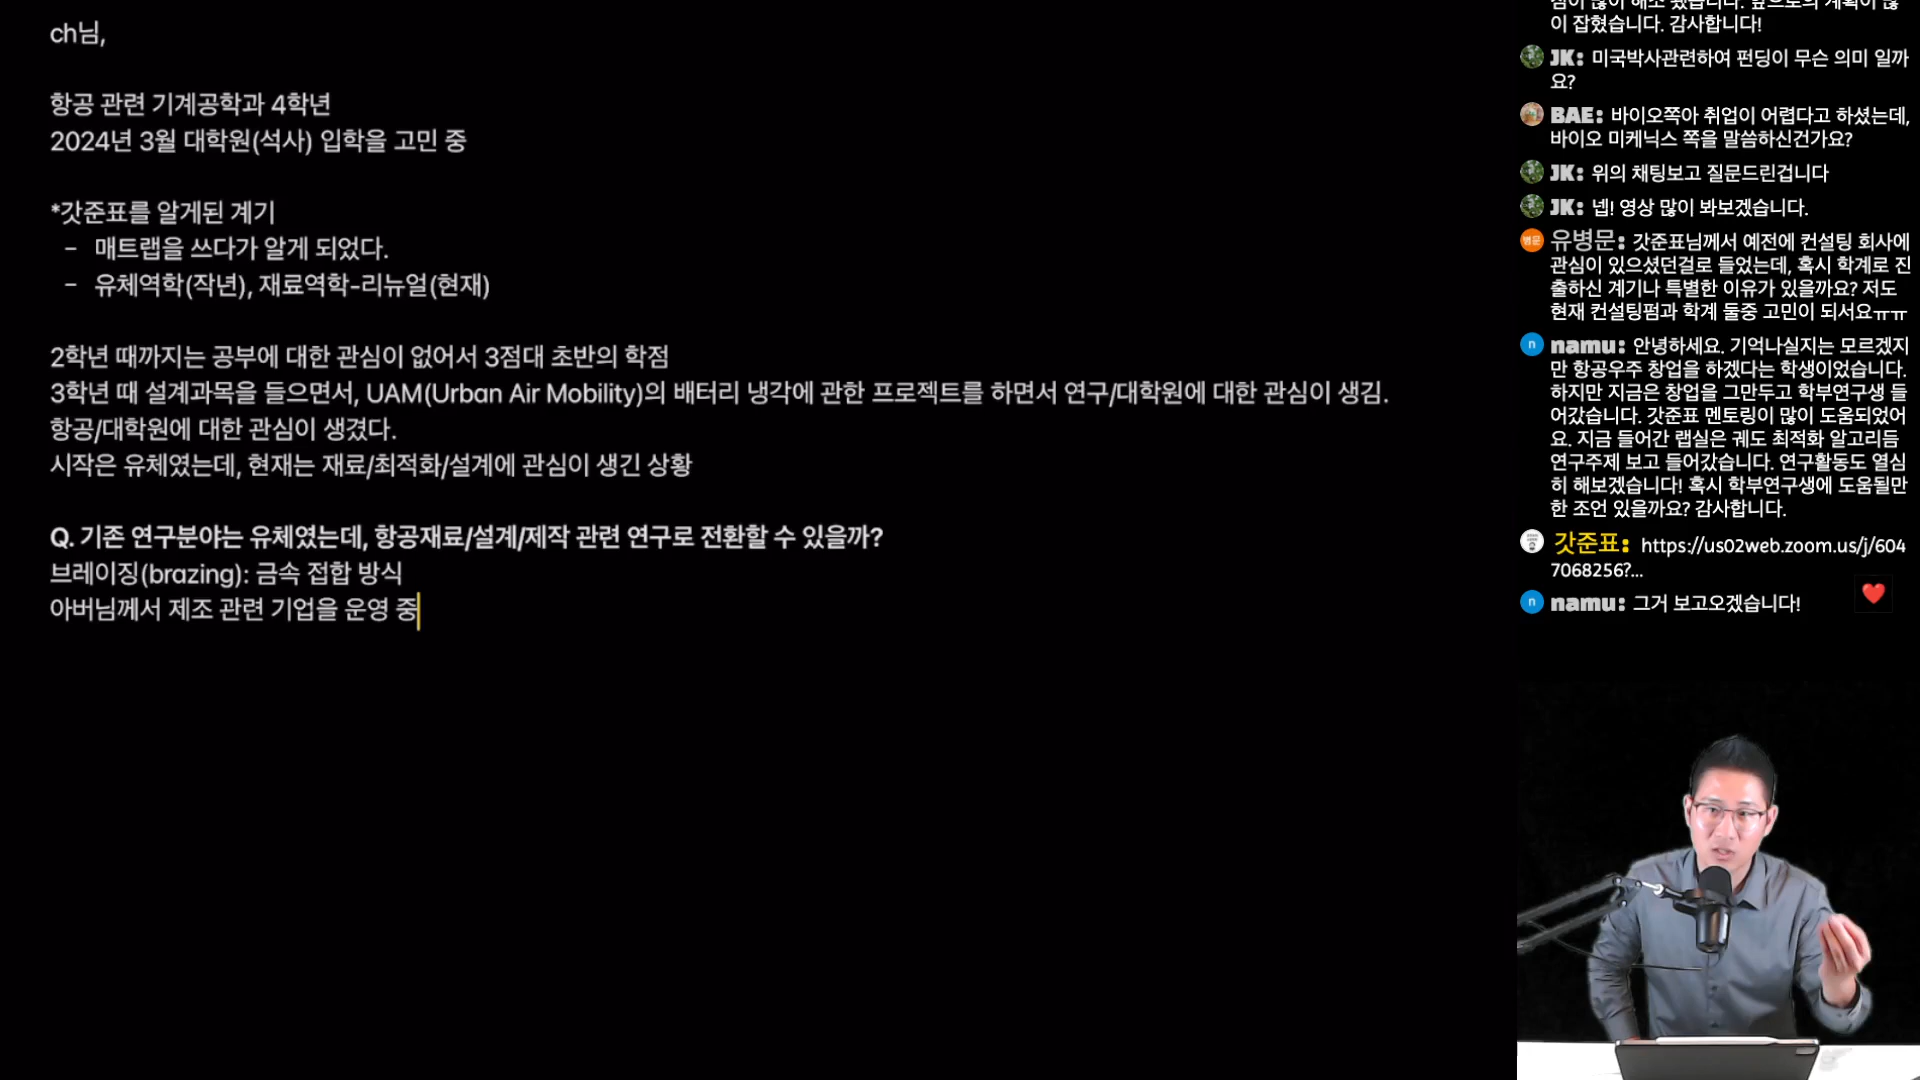 ch님,
항공 관련 기계공학과 4학년
2024년 3월 대학원(석사) 입학을 고민 중
*갓준표를 알게된 계기
– 매트랩을 쓰다가 알게 되었다.
– 유체역학(작년), 재료역학-리뉴얼(현재)
2학년 때까지는 공부에 대한 관심이 없어서 3점대 초반의 학점
3학년 때 설계과목을 들으면서, UAM(Urban Air Mobility)의 배터리 냉각에 관한 프로젝트를 하면서 연구/대학원에 대한 관심이 생김.
항공/대학원에 대한 관심이 생겼다.
시작은 유체였는데, 현재는 재료/최적화/설계에 관심이 생긴 상황
Q. 기존 연구분야는 유체였는데, 항공재료/설계/제작 관련 연구로 전환할 수 있을까?
브레이징(brazing): 금속 접합 방식
아버님께서 제조 관련 기업을 운영 중
이 잡혔습니다. 감사합니다!
JK: 미국박사관련하여 펀딩이 무슨 의미 일까
요?
BAE: 바이오쪽아 취업이 어렵다고 하셨는데,
바이오 미케닉스 쪽을 말씀하신건가요?
JK: 위의 채팅보고 질문드린겁니다
JK: 넵! 영상 많이 봐보겠습니다.
병문 유병문: 갓준표님께서 예전에 컨설팅 회사에
관심이 있으셨던걸로 들었는데, 혹시 학계로 진
출하신 계기나 특별한 이유가 있을까요? 저도
현재 컨설팅펌과 학계 둘중 고민이 되서요ㅠㅠ
n namu: 안녕하세요. 기억나실지는 모르겠지
만 항공우주 창업을 하겠다는 학생이었습니다.
하지만 지금은 창업을 그만두고 학부연구생 들
어갔습니다. 갓준표 멘토링이 많이 도움되었어
요. 지금 들어간 랩실은 궤도 최적화 알고리듬
연구주제 보고 들어갔습니다. 연구활동도 열심
히 해보겠습니다! 혹시 학부연구생에 도움될만
한 조언 있을까요? 감사합니다.
갓준표: https://us02web.zoom.us/j/604
7068256?...
n namu: 그거 보고오겠습니다!